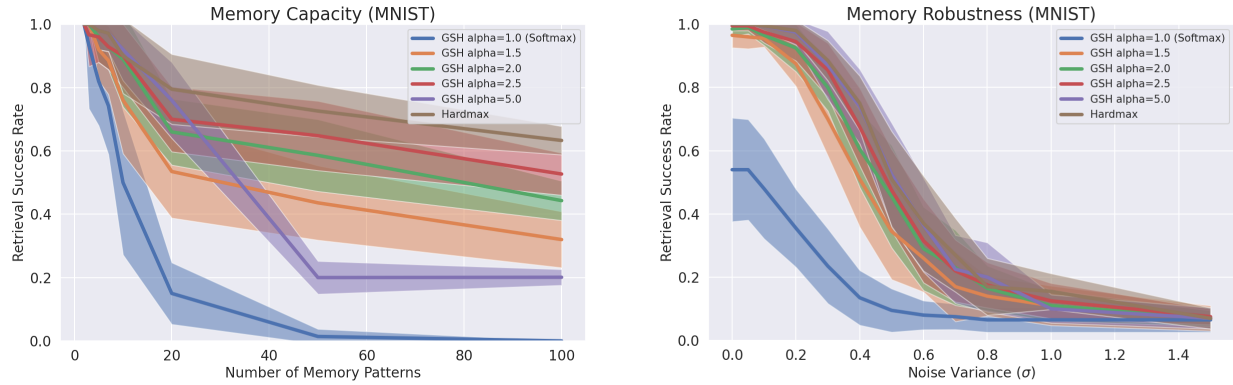 Memory Capacity (MNIST)
Retrieval Success Rate
1.0
0.8
0.6
0.4
0.2
0.0
GSH alpha=1.0 (Softmax)
GSH alpha=1.5
GSH alpha=2.0
GSH alpha=2.5
GSH alpha=5.0
Hardmax
0 20 40 60 80 100
Number of Memory Patterns
Memory Robustness (MNIST)
Retrieval Success Rate
1.0
0.8
0.6
0.4
0.2
0.0
GSH alpha=1.0 (Softmax)
GSH alpha=1.5
GSH alpha=2.0
GSH alpha=2.5
GSH alpha=5.0
Hardmax
0.0 0.2 0.4 0.6 0.8 1.0 1.2 1.4
Noise Variance (σ)